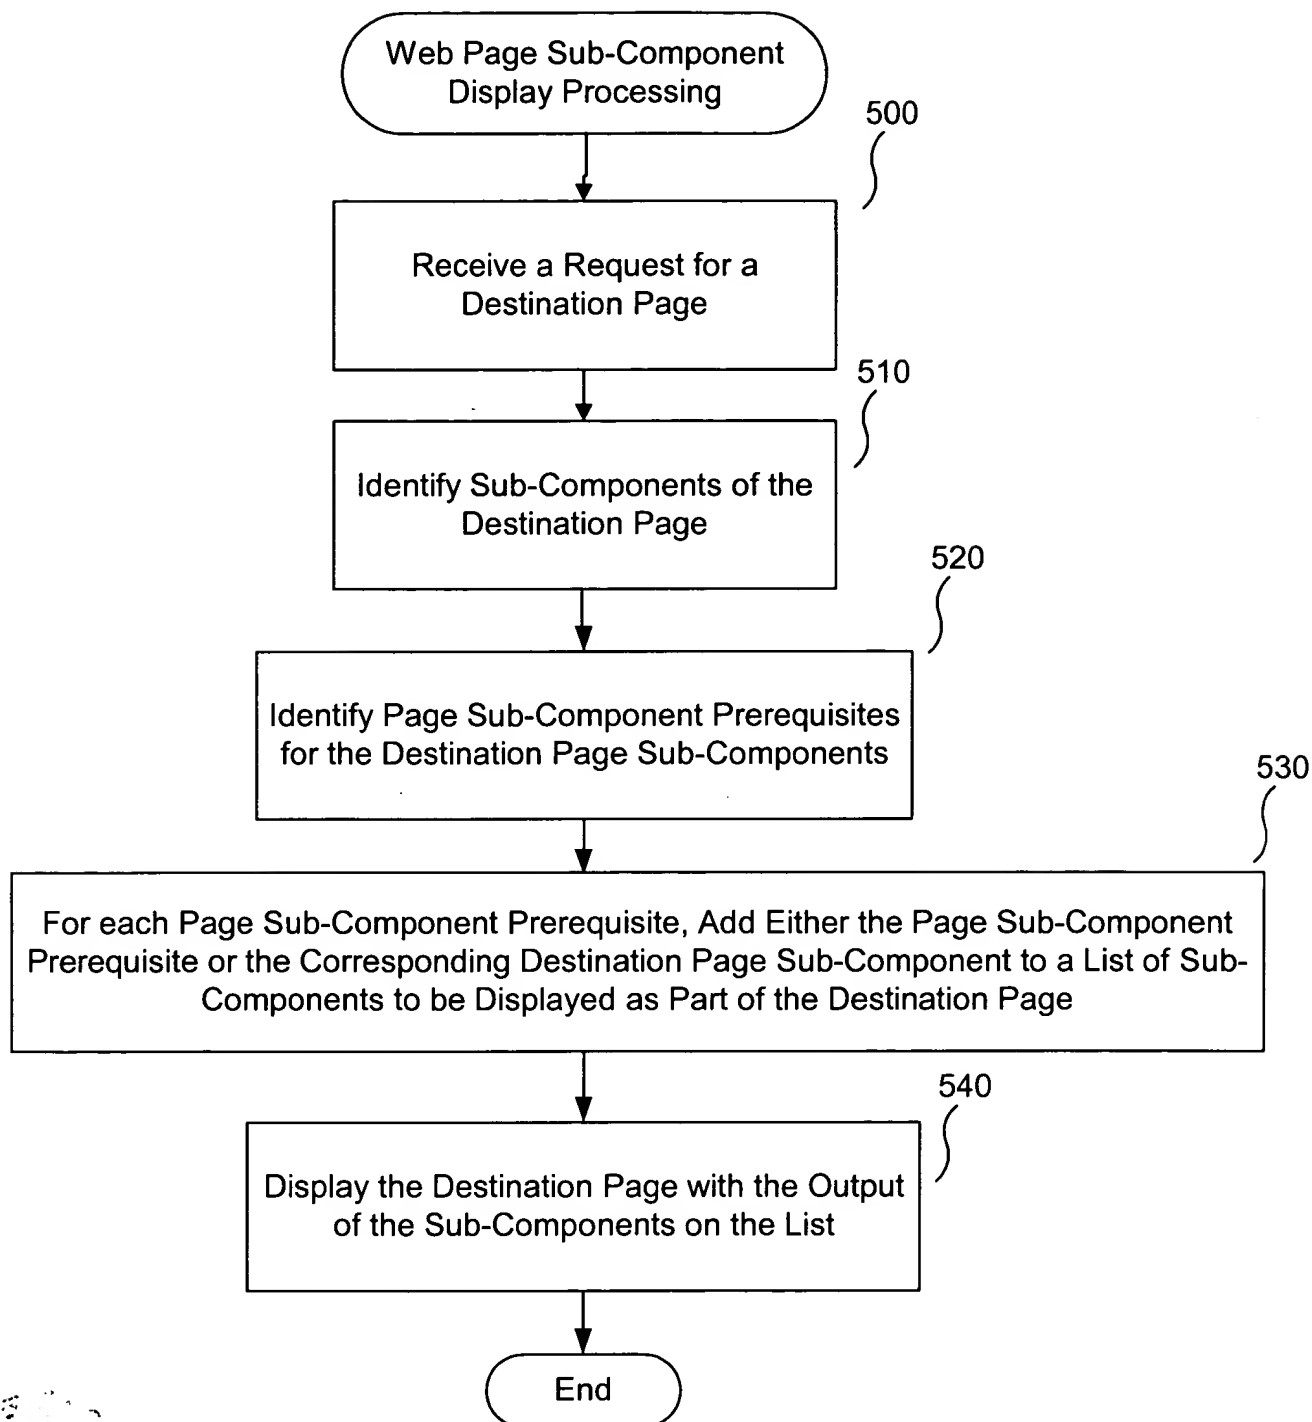 Web Page Sub-Component
Display Processing
500
Receive a Request for a
Destination Page
510
Identify Sub-Components of the
Destination Page
520
Identify Page Sub-Component Prerequisites
for the Destination Page Sub-Components
530
For each Page Sub-Component Prerequisite, Add Either the Page Sub-Component
Prerequisite or the Corresponding Destination Page Sub-Component to a List of Sub-
Components to be Displayed as Part of the Destination Page
540
Display the Destination Page with the Output
of the Sub-Components on the List
End